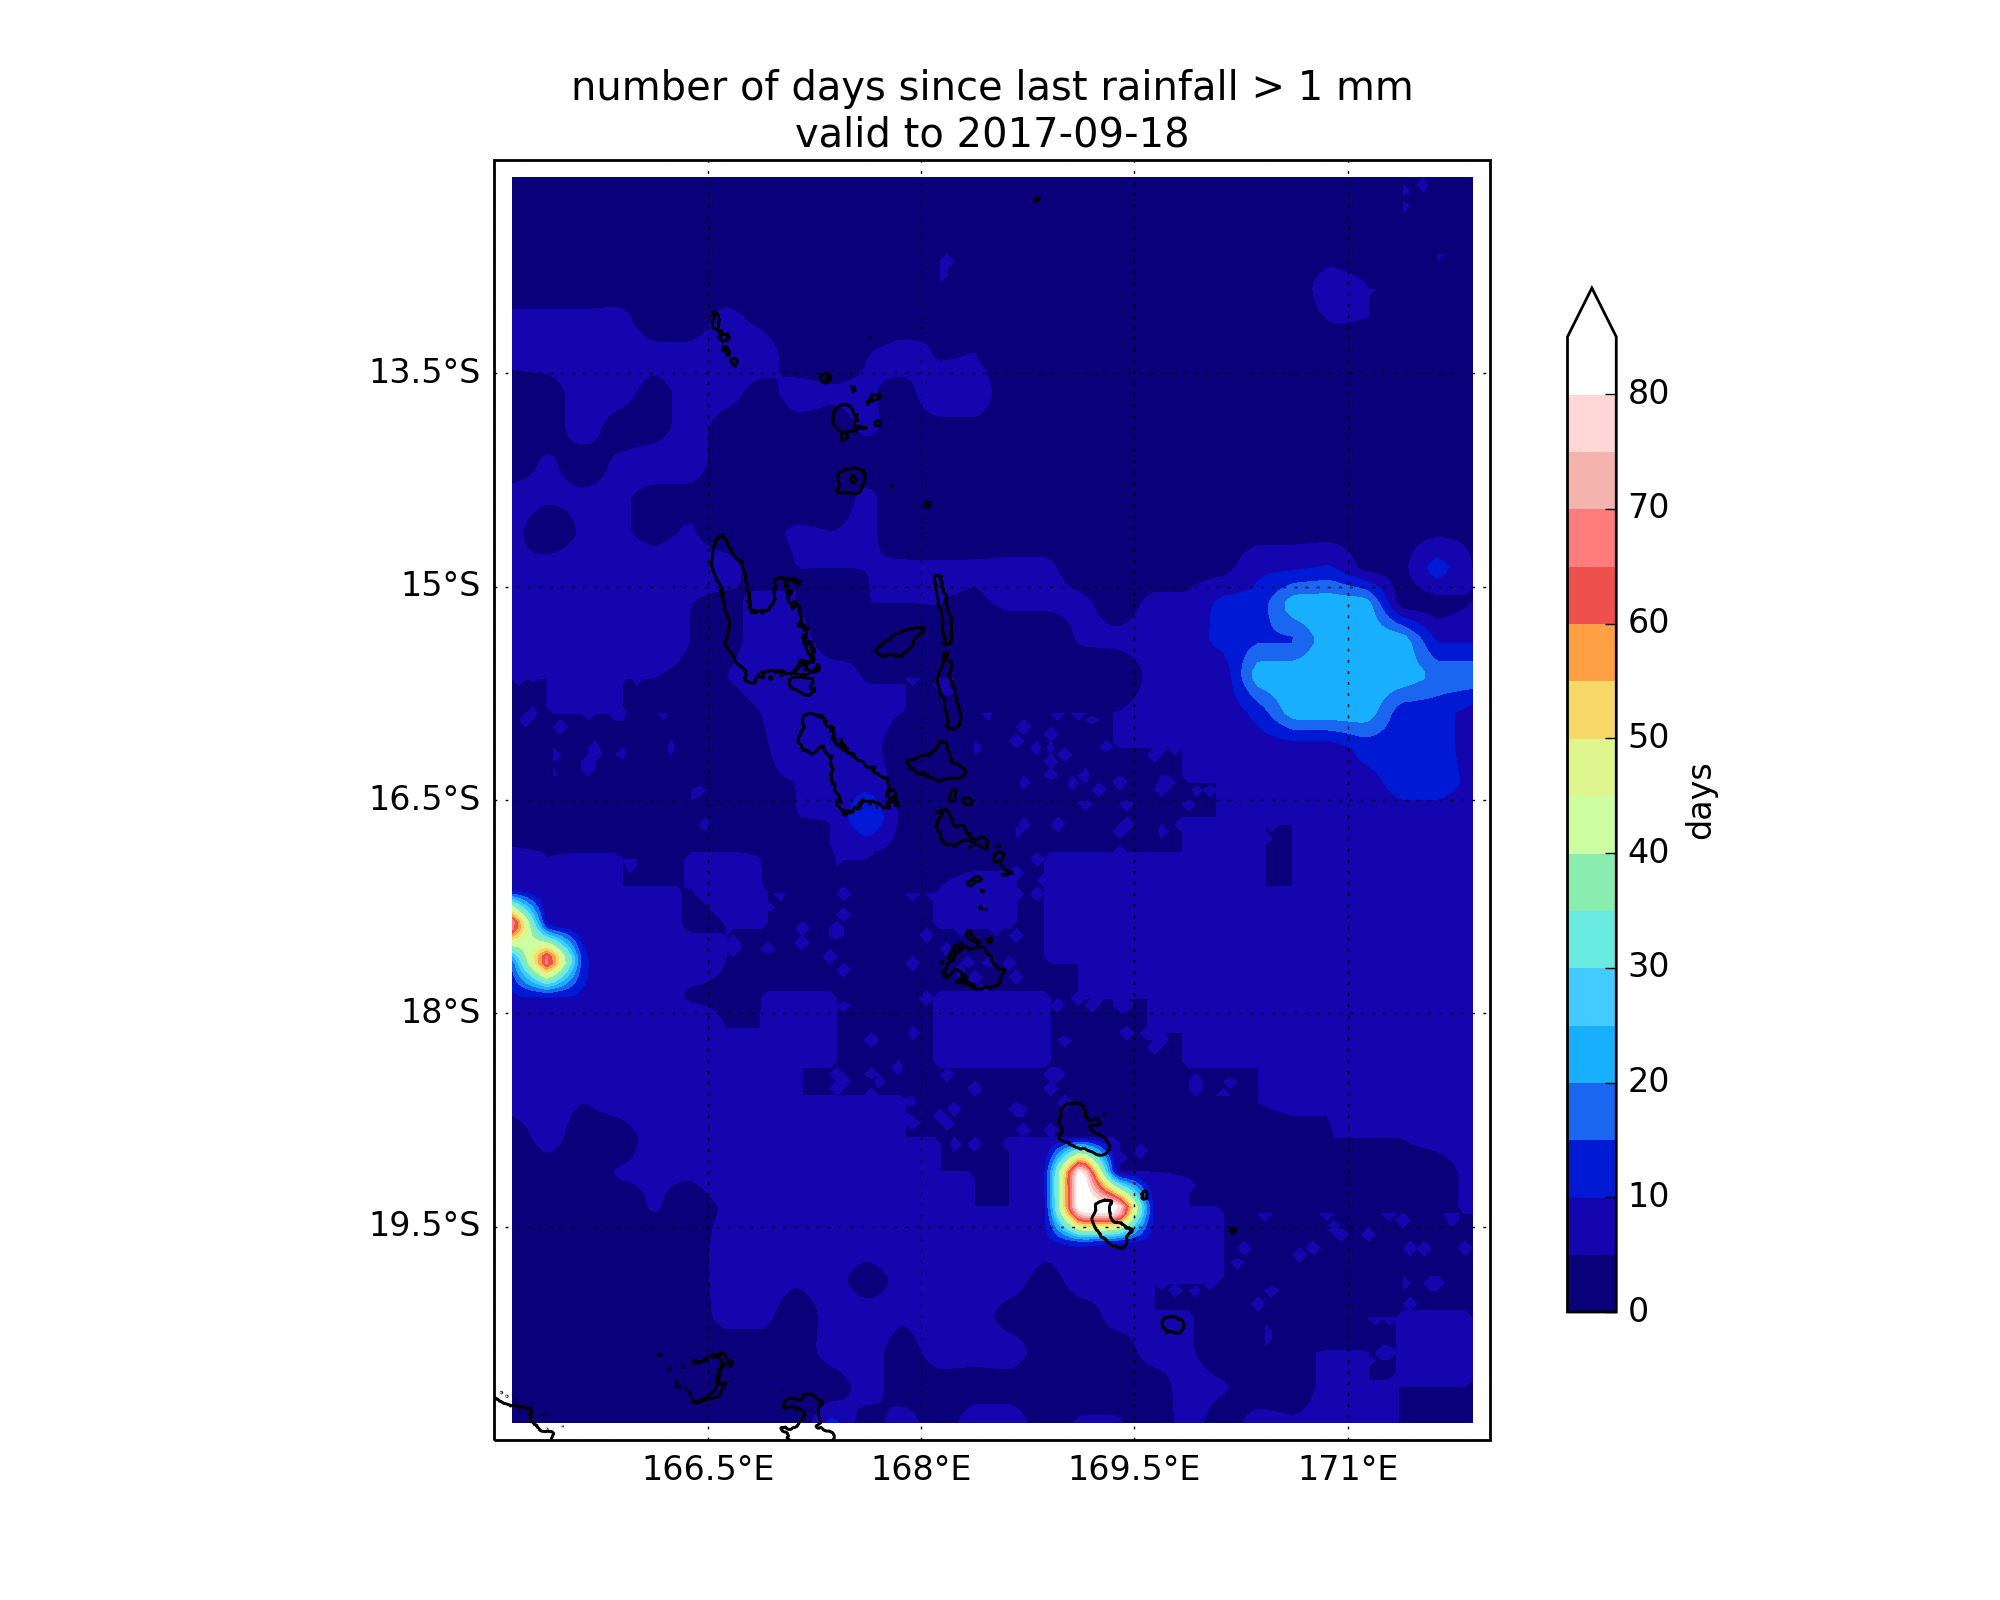 number of days since last rainfall > 1 mm
valid to 2017-09-18
13.5°S
15°S
16.5°S
18°S
19.5°S
166.5°E 168°E 169.5°E 171°E
80
70
60
50
40
30
20
10
0
days